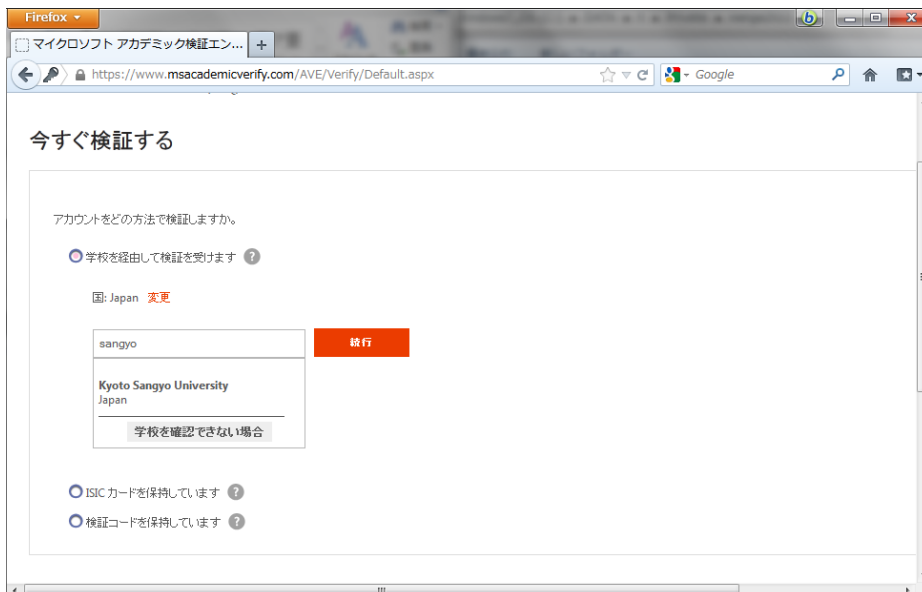 Firefox
マイクロソフト アカデミック検証エン...
https://www.msacademicverify.com/AVE/Verify/Default.aspx
Google
今すぐ検証する
アカウントをどの方法で検証しますか。
学校を経由して検証を受けます ?
国: Japan 変更
sangyo 続行
Kyoto Sangyo University
Japan
学校を確認できない場合
ISIC カードを保持しています ?
検証コードを保持しています ?